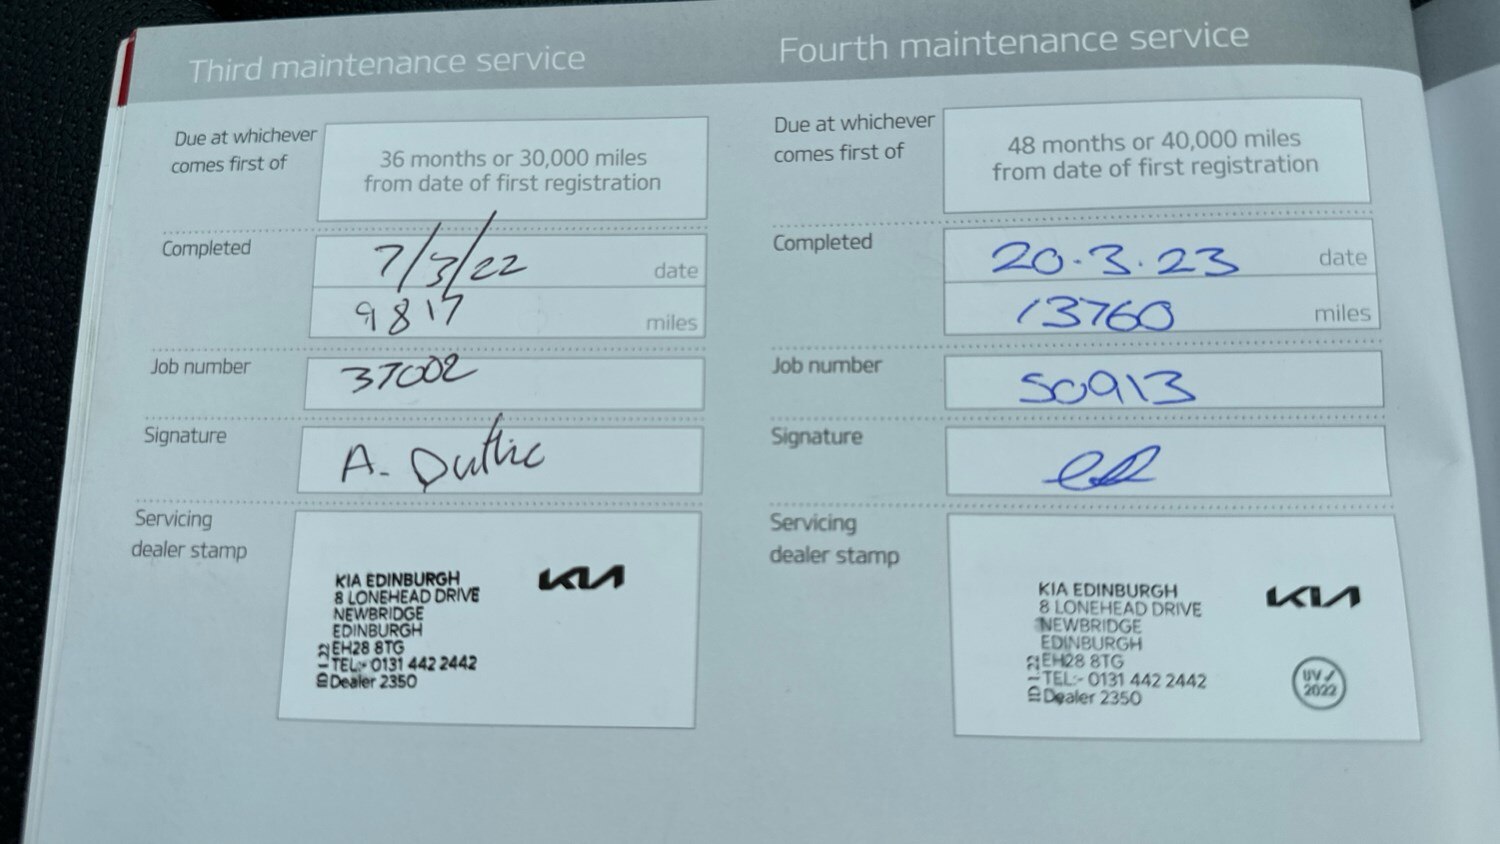 Third maintenance service
Due at whichever
comes first of
36 months or 30,000 miles
from date of first registration
Completed
7/3/22 date
9817 miles
Job number
37002
Signature
A. Duthie
Servicing
dealer stamp
KIA EDINBURGH
8 LONEHEAD DRIVE
NEWBRIDGE
EDINBURGH
EH28 8TG
TEL:- 0131 442 2442
Dealer 2350
KIA
Fourth maintenance service
Due at whichever
comes first of
48 months or 40,000 miles
from date of first registration
Completed
20.3.23 date
13760 miles
Job number
50913
Signature
Servicing
dealer stamp
KIA EDINBURGH
8 LONEHEAD DRIVE
NEWBRIDGE
EDINBURGH
EH28 8TG
TEL:- 0131 442 2442
Dealer 2350
KIA
UV ✓
2022